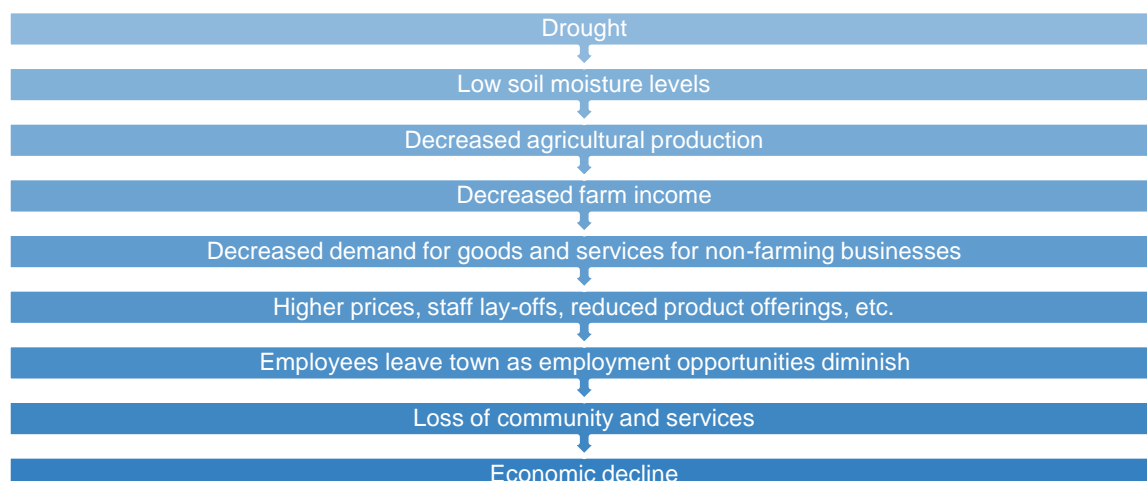 Drought
Low soil moisture levels
Decreased agricultural production
Decreased farm income
Decreased demand for goods and services for non-farming businesses
Higher prices, staff lay-offs, reduced product offerings, etc.
Employees leave town as employment opportunities diminish
Loss of community and services
Economic decline